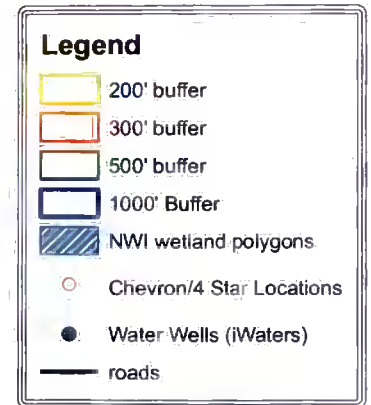 Legend
200' buffer
300' buffer
500' buffer
1000' Buffer
NWI wetland polygons
Chevron/4 Star Locations
Water Wells (iWaters)
roads